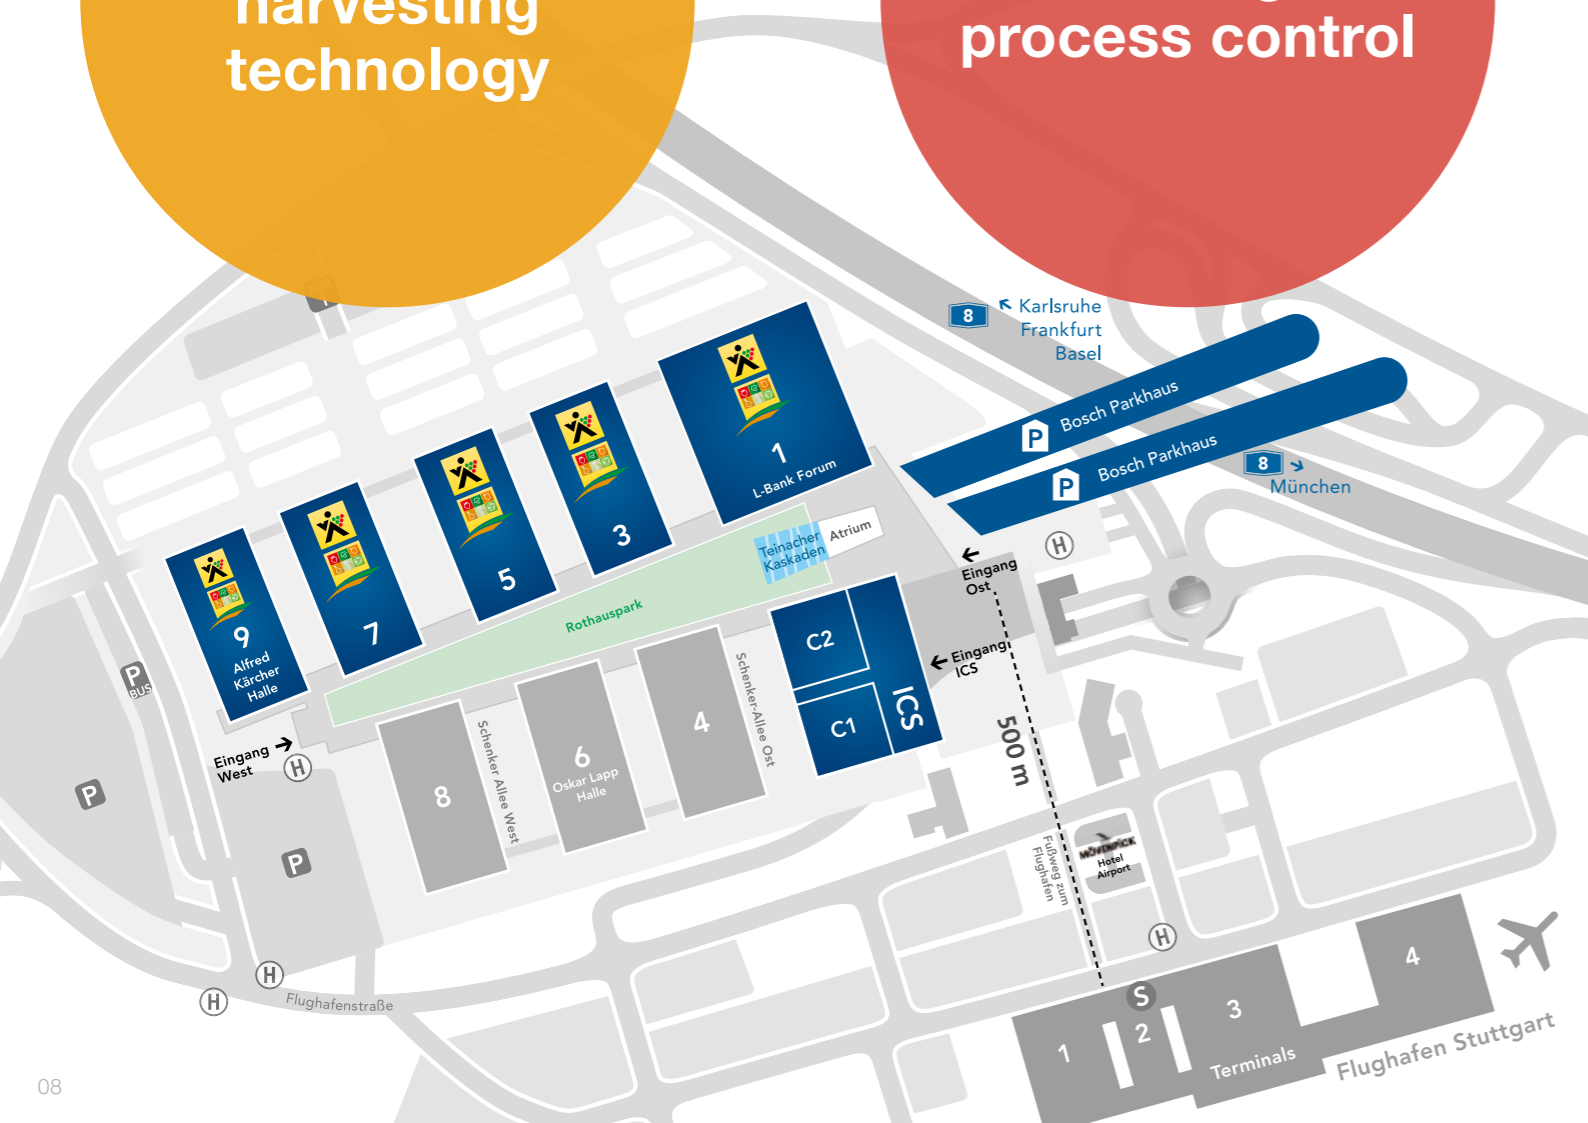 harvesting
technology
process control
8
Karlsruhe
Frankfurt
Basel
P
Bosch Parkhaus
P
Bosch Parkhaus
8
München
1
L-Bank Forum
3
5
7
9
Alfred
Kärcher
Halle
Teinacher
Kaskaden
Atrium
Rothauspark
H
Eingang
Ost
Eingang
ICS
C2
C1
ICS
P
BUS
P
Eingang
West
H
P
8
Schenker Allee West
6
Oskar Lapp
Halle
4
Schenker-Allee Ost
500 m
Fußweg zum
Flughafen
MÖVENPICK
Hotel
Airport
H
H
H
Flughafenstraße
S
1
2
3
4
Terminals
Flughafen Stuttgart
08